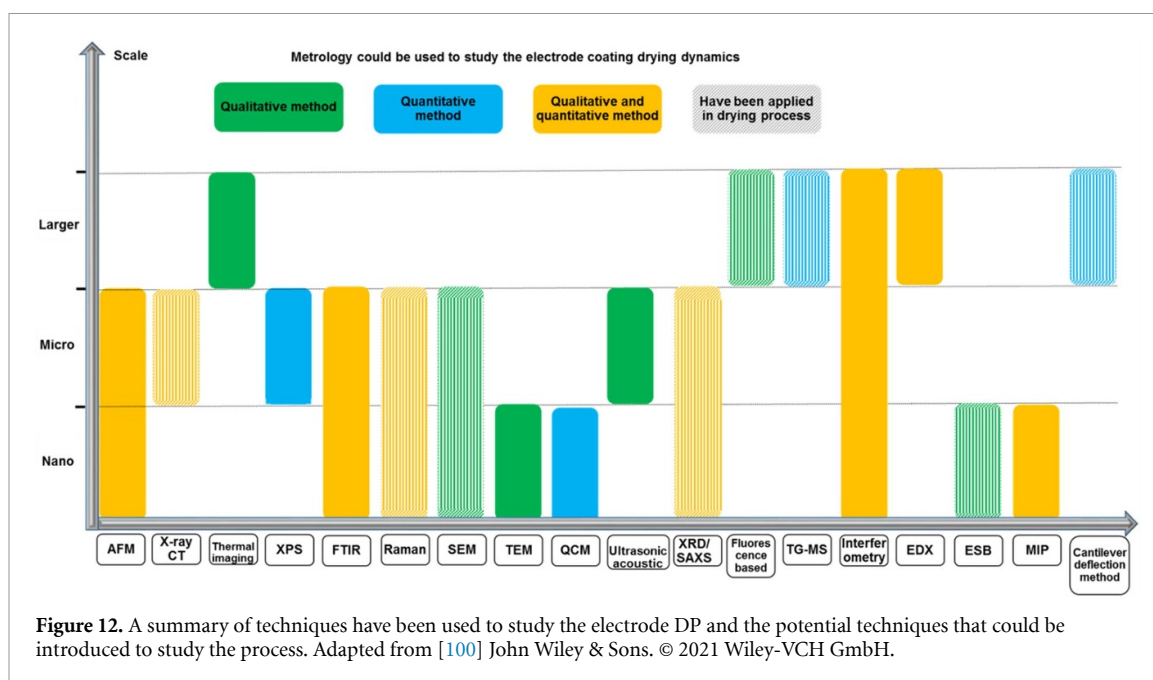 Scale
Metrology could be used to study the electrode coating drying dynamics
Qualitative method
Quantitative
method
Qualitative and
quantitative method
Have been applied
in drying process
Larger
Micro
Nano
AFM
X-ray
CT
Thermal
imaging
XPS
FTIR
Raman
SEM
TEM
QCM
Ultrasonic
acoustic
XRD/
SAXS
Fluores
cence
based
TG-MS
Interfer
ometry
EDX
ESB
MIP
Cantilever
deflection
method
Figure 12. A summary of techniques have been used to study the electrode DP and the potential techniques that could be
introduced to study the process. Adapted from [100] John Wiley & Sons. © 2021 Wiley-VCH GmbH.